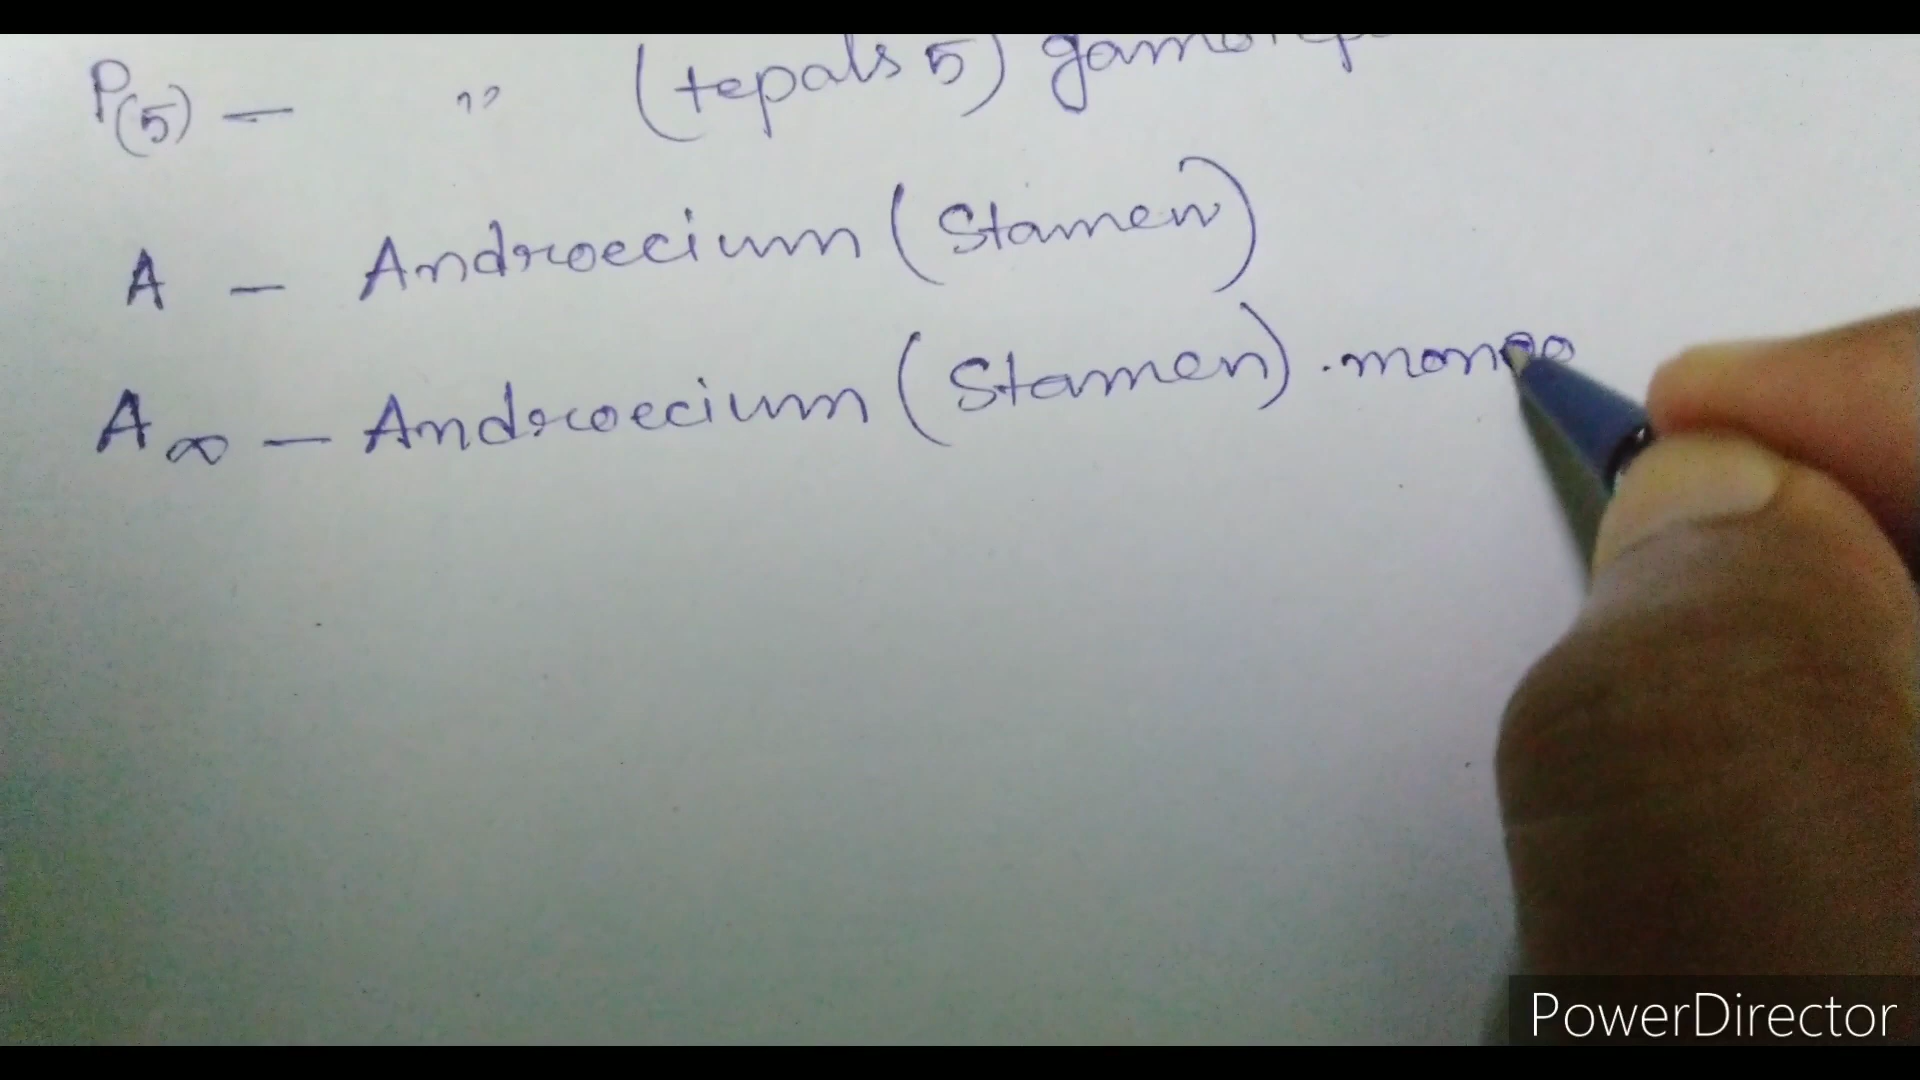 P(5) — " (tepals 5)
A — Androecium (Stamen)
A∞ — Androecium (Stamen).
PowerDirector